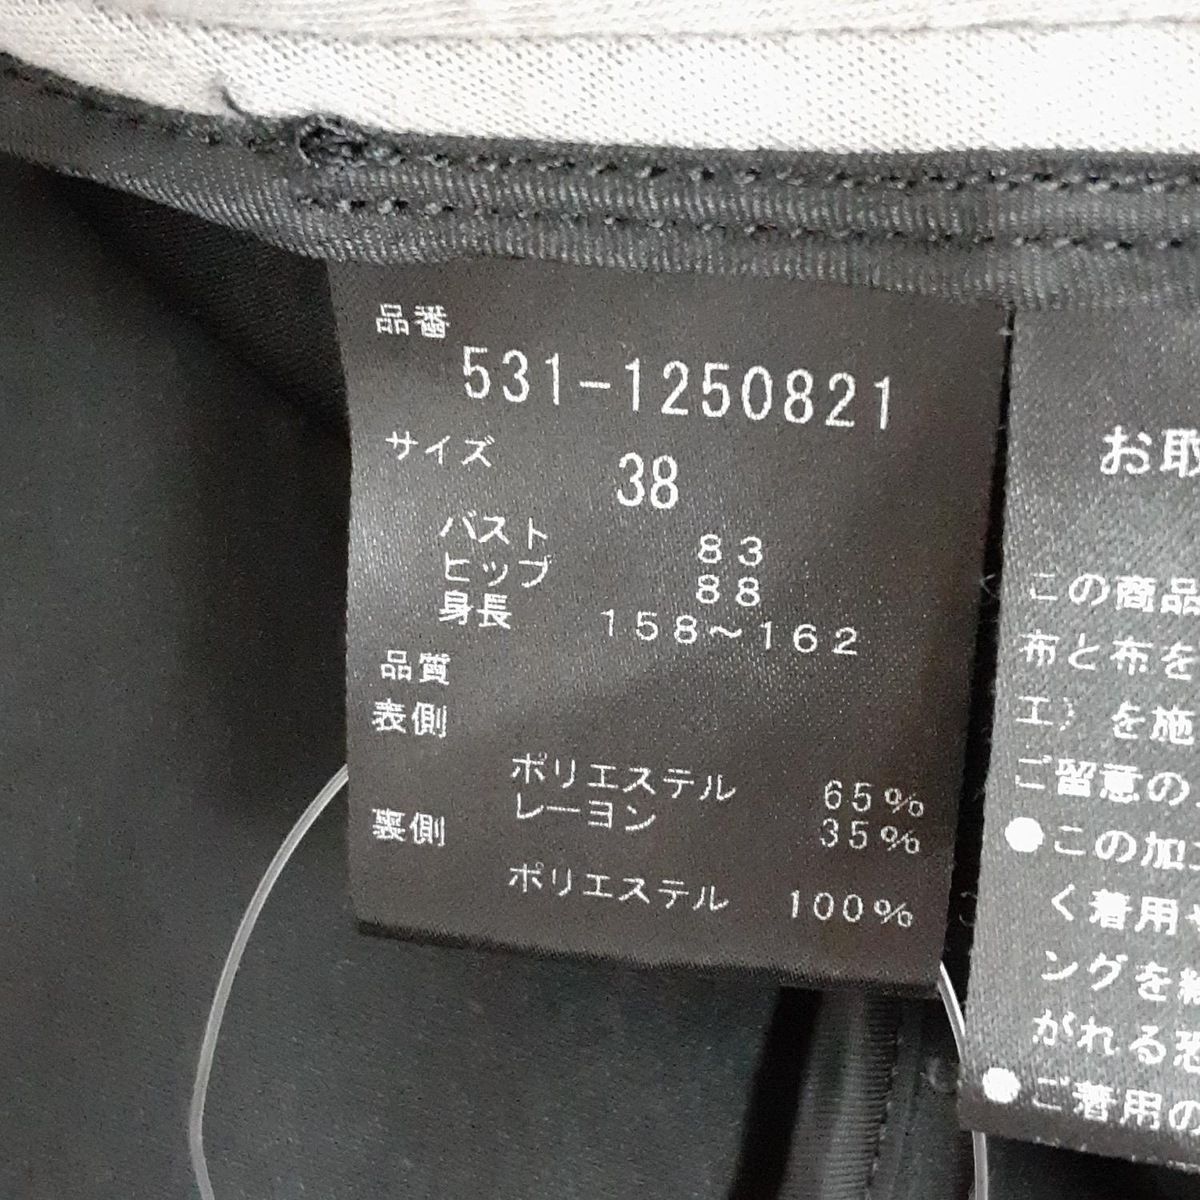 品番
531-1250821
サイズ 38
バスト 83
ヒップ 88
身長 158～162
品質
表側
ポリエステル 65%
レーヨン 35%
裏側
ポリエステル 100%
お取
この商品
布と布を
を施
ご留意の
●この加工
く着用や
ングを
がれる恐
●ご着用の